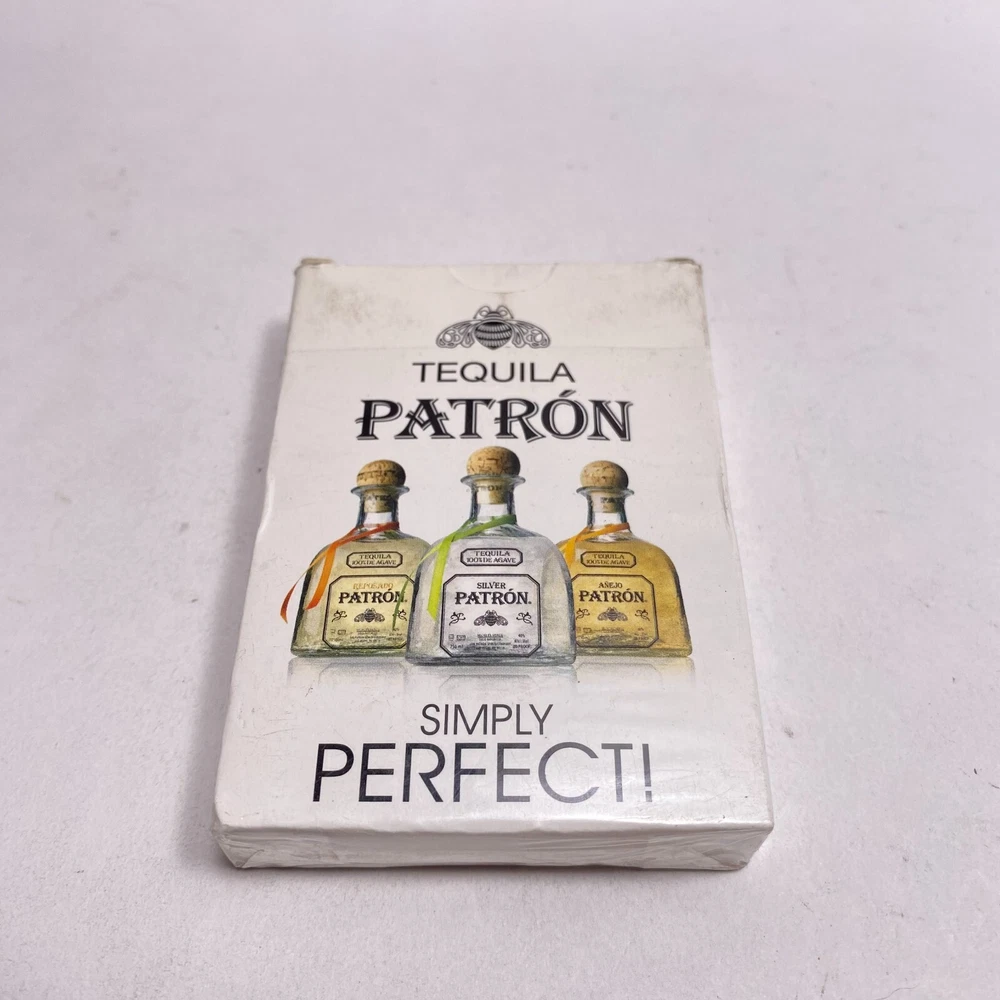 TEQUILA
PATRÓN
TEQUILA
100% DE AGAVE
REPOSADO
PATRÓN.
TEQUILA
100% DE AGAVE
SILVER
PATRÓN.
TEQUILA
100% DE AGAVE
AÑEJO
PATRÓN.
SIMPLY
PERFECT!